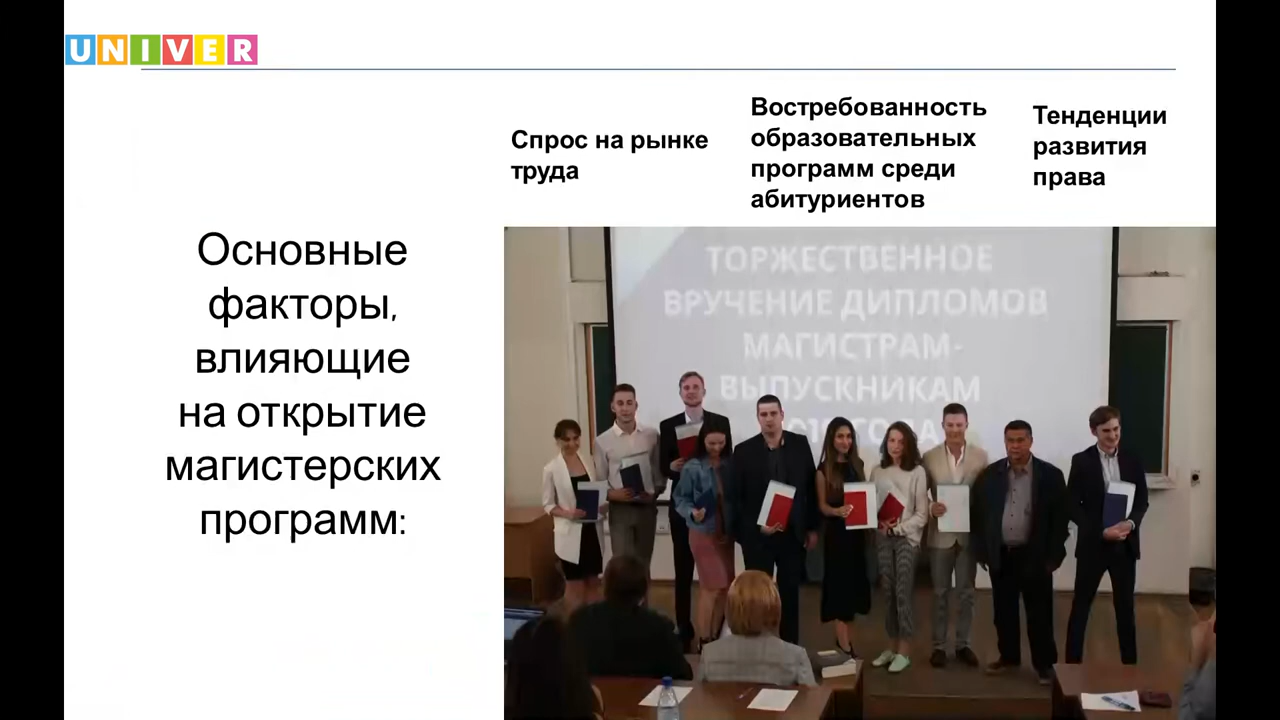 UNIVER
Спрос на рынке
труда
Востребованность
образовательных
программ среди
абитуриентов
Тенденции
развития
права
Основные
факторы,
влияющие
на открытие
магистерских
программ:
ТОРЖЕСТВЕННОЕ
ВРУЧЕНИЕ ДИПЛОМОВ
МАГИСТРАМ-
ВЫПУСКНИКАМ